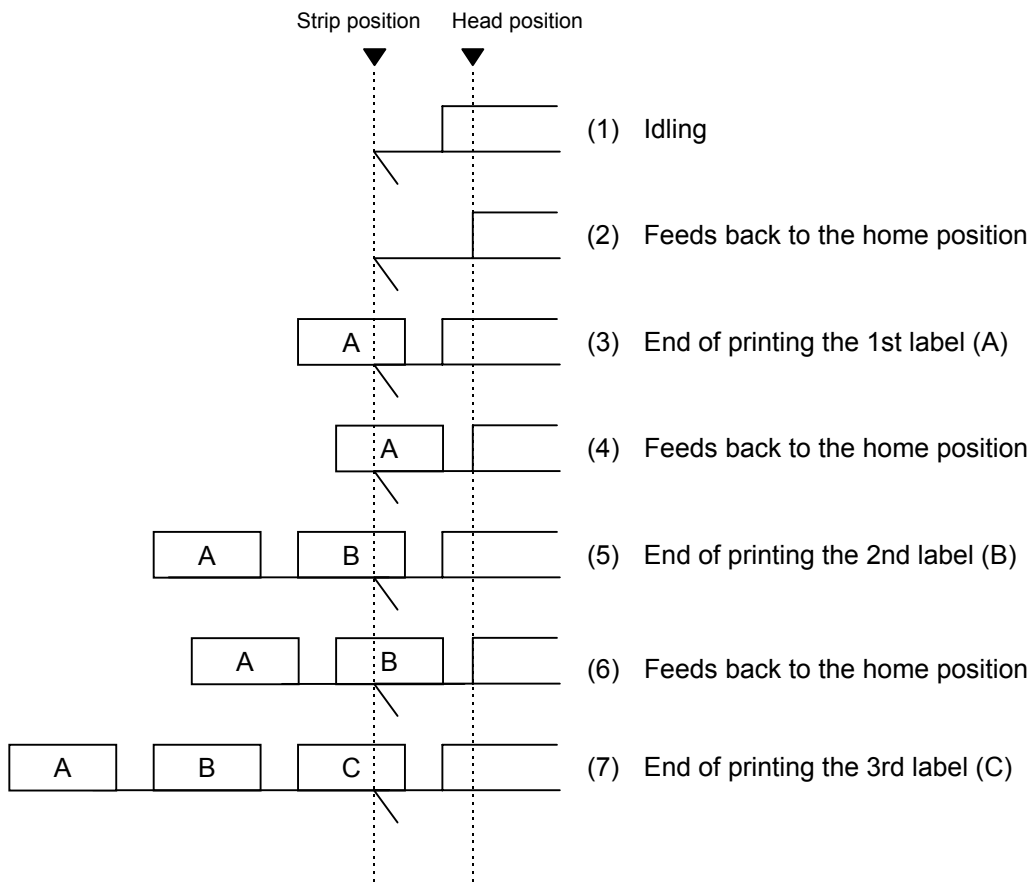 Strip position Head position
(1) Idling
(2) Feeds back to the home position
A (3) End of printing the 1st label (A)
A (4) Feeds back to the home position
A B (5) End of printing the 2nd label (B)
A B (6) Feeds back to the home position
A B C (7) End of printing the 3rd label (C)